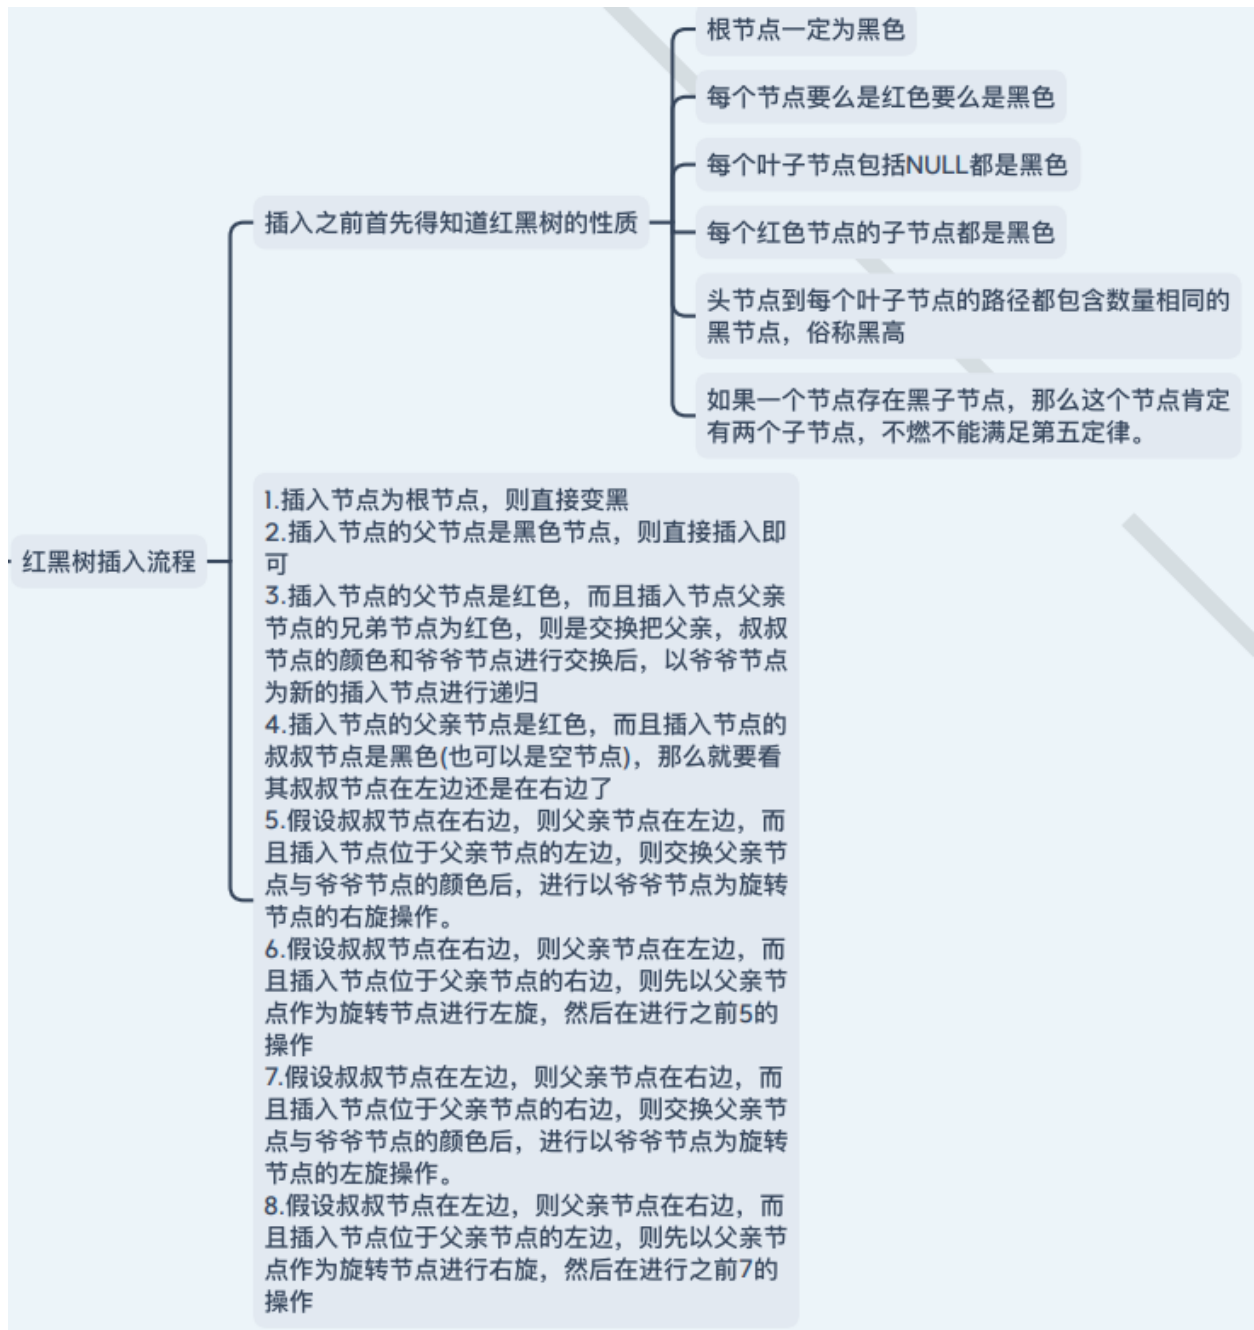 根节点一定为黑色
每个节点要么是红色要么是黑色
每个叶子节点包括NULL都是黑色
插入之前首先得知道红黑树的性质
每个红色节点的子节点都是黑色
头节点到每个叶子节点的路径都包含数量相同的
黑节点，俗称黑高
如果一个节点存在黑子节点，那么这个节点肯定
有两个子节点，不燃不能满足第五定律。
红黑树插入流程
1.插入节点为根节点，则直接变黑
2.插入节点的父节点是黑色节点，则直接插入即
可
3.插入节点的父节点是红色，而且插入节点父亲
节点的兄弟节点为红色，则是交换把父亲，叔叔
节点的颜色和爷爷节点进行交换后，以爷爷节点
为新的插入节点进行递归
4.插入节点的父亲节点是红色，而且插入节点的
叔叔节点是黑色(也可以是空节点)，那么就要看
其叔叔节点在左边还是在右边了
5.假设叔叔节点在右边，则父亲节点在左边，而
且插入节点位于父亲节点的左边，则交换父亲节
点与爷爷节点的颜色后，进行以爷爷节点为旋转
节点的右旋操作。
6.假设叔叔节点在右边，则父亲节点在左边，而
且插入节点位于父亲节点的右边，则先以父亲节
点作为旋转节点进行左旋，然后在进行之前5的
操作
7.假设叔叔节点在左边，则父亲节点在右边，而
且插入节点位于父亲节点的右边，则交换父亲节
点与爷爷节点的颜色后，进行以爷爷节点为旋转
节点的左旋操作。
8.假设叔叔节点在左边，则父亲节点在右边，而
且插入节点位于父亲节点的左边，则先以父亲节
点作为旋转节点进行右旋，然后在进行之前7的
操作